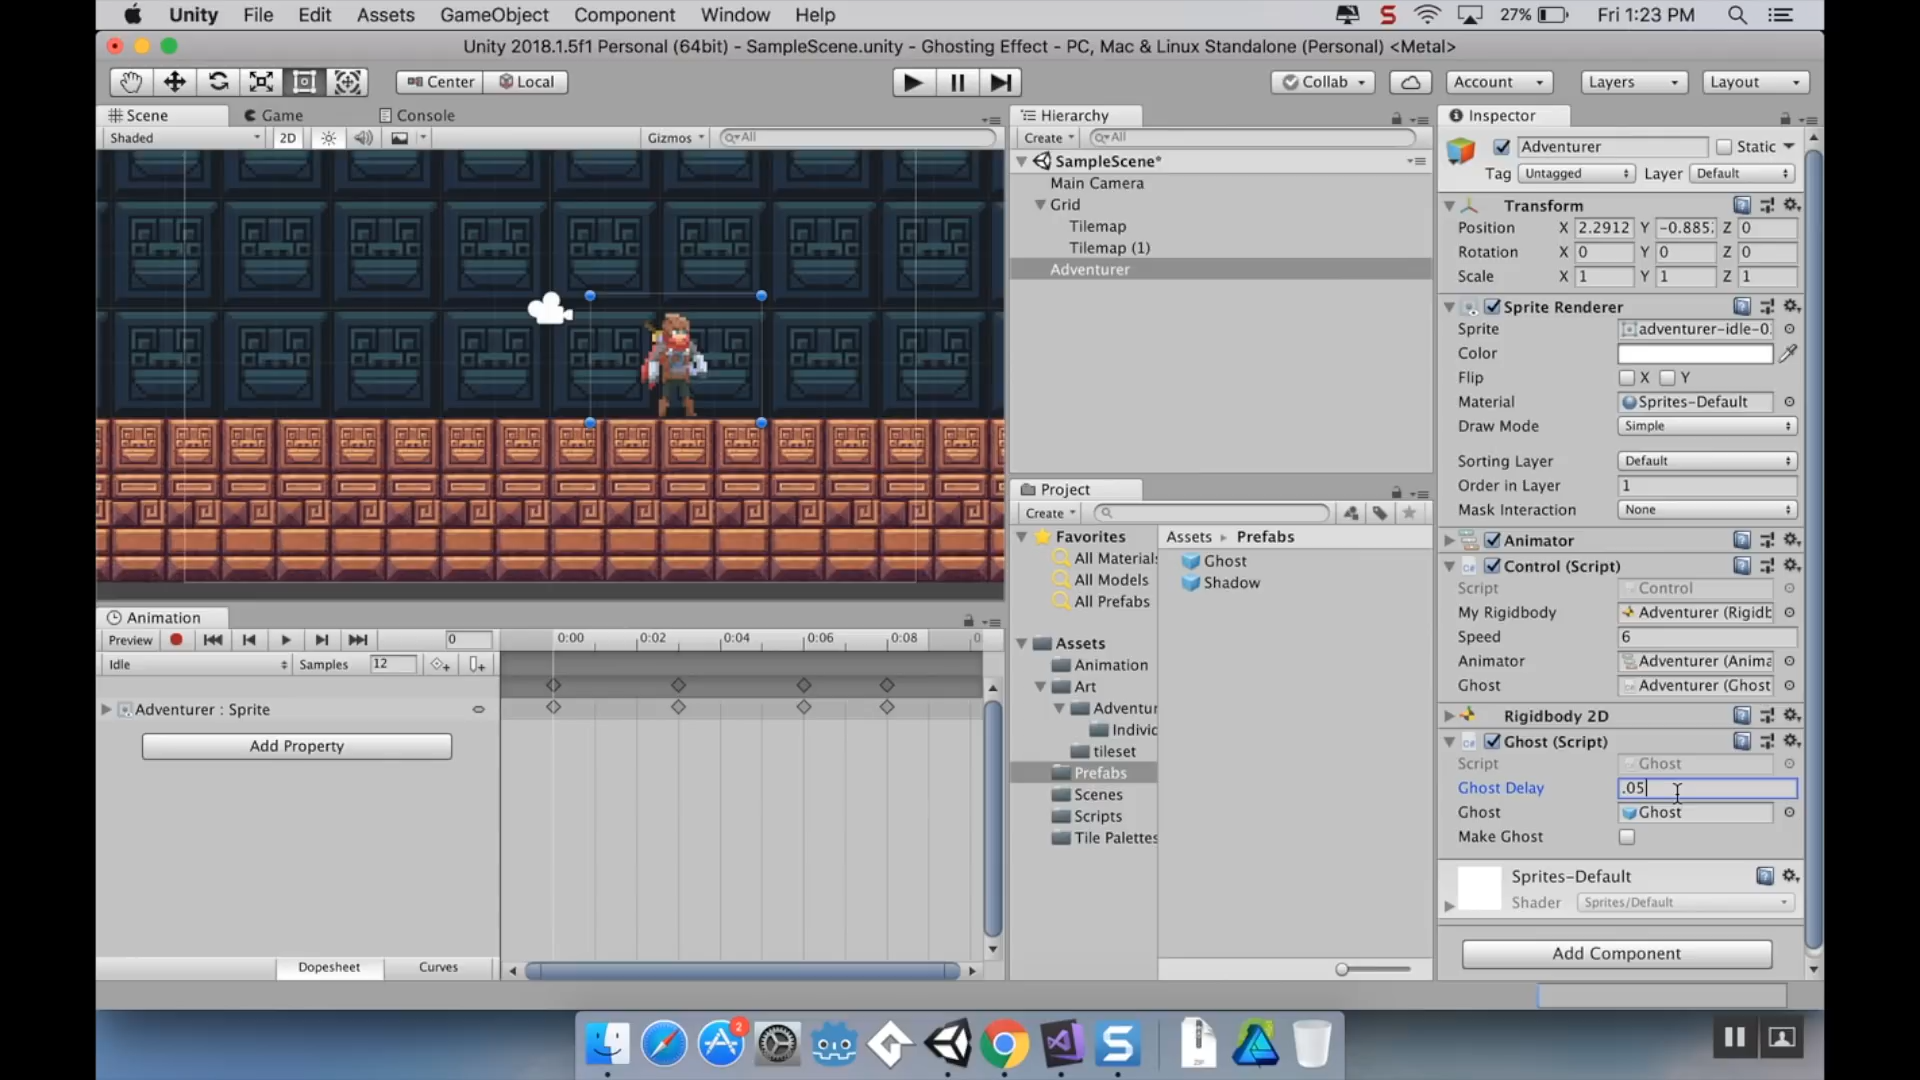 Unity File Edit Assets GameObject Component Window Help 27% Fri 1:23 PM
Unity 2018.1.5f1 Personal (64bit) - SampleScene.unity - Ghosting Effect - PC, Mac & Linux Standalone (Personal) <Metal>
Center Local Collab Account Layers Layout
Scene Game Console
Shaded 2D Gizmos All
Hierarchy
Create All
SampleScene*
Main Camera
Grid
Tilemap
Tilemap (1)
Adventurer
Project
Create
Favorites
All Materials
All Models
All Prefabs
Assets
Animation
Art
Adventur
Individ
tileset
Prefabs
Scenes
Scripts
Tile Palettes
Assets Prefabs
Ghost
Shadow
Animation
Preview 0 0:00 0:02 0:04 0:06 0:08 0
Idle Samples 12
Adventurer : Sprite
Add Property
Dopesheet Curves
Inspector
Adventurer Static
Tag Untagged Layer Default
Transform
Position X 2.2912 Y -0.885 Z 0
Rotation X 0 Y 0 Z 0
Scale X 1 Y 1 Z 1
Sprite Renderer
Sprite adventurer-idle-0
Color
Flip X Y
Material Sprites-Default
Draw Mode Simple
Sorting Layer Default
Order in Layer 1
Mask Interaction None
Animator
Control (Script)
Script Control
My Rigidbody Adventurer (Rigidb
Speed 6
Animator Adventurer (Anima
Ghost Adventurer (Ghost
Rigidbody 2D
Ghost (Script)
Script Ghost
Ghost Delay .05
Ghost Ghost
Make Ghost
Sprites-Default
Shader Sprites/Default
Add Component
2
ZIP